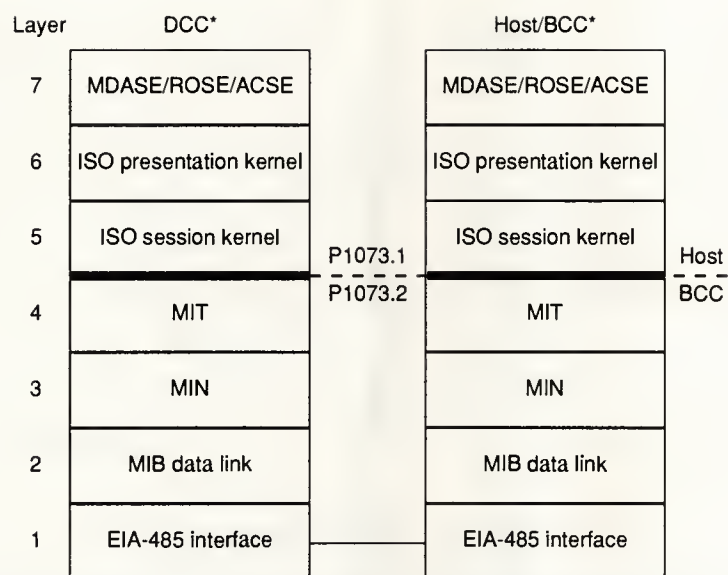 Layer DCC* Host/BCC*
7 MDASE/ROSE/ACSE MDASE/ROSE/ACSE
6 ISO presentation kernel ISO presentation kernel
5 ISO session kernel ISO session kernel
P1073.1 Host
P1073.2 BCC
4 MIT MIT
3 MIN MIN
2 MIB data link MIB data link
1 EIA-485 interface EIA-485 interface